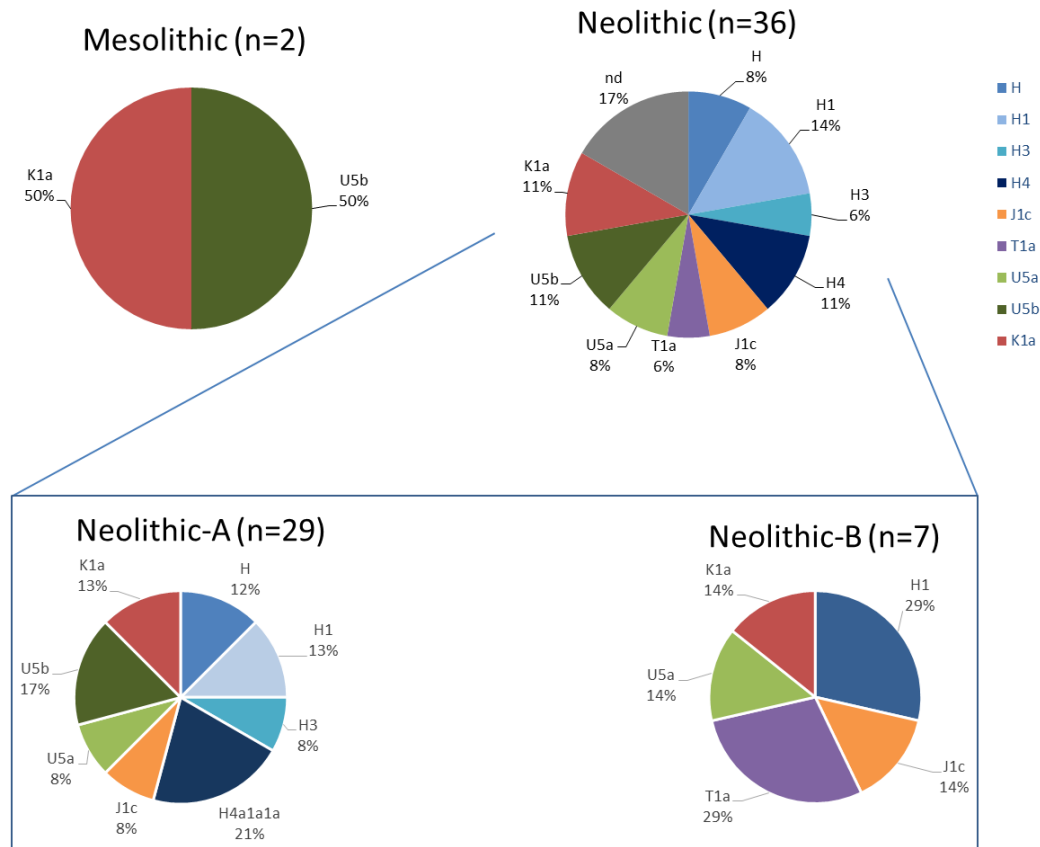 Mesolithic (n=2)
K1a
50%
U5b
50%
Neolithic (n=36)
nd
17%
H
8%
H1
14%
H3
6%
H4
11%
J1c
8%
T1a
6%
U5a
8%
U5b
11%
K1a
11%
H
H1
H3
H4
J1c
T1a
U5a
U5b
K1a
Neolithic-A (n=29)
K1a
13%
H
12%
H1
13%
H3
8%
H4a1a1a
21%
J1c
8%
U5a
8%
U5b
17%
Neolithic-B (n=7)
K1a
14%
H1
29%
J1c
14%
T1a
29%
U5a
14%